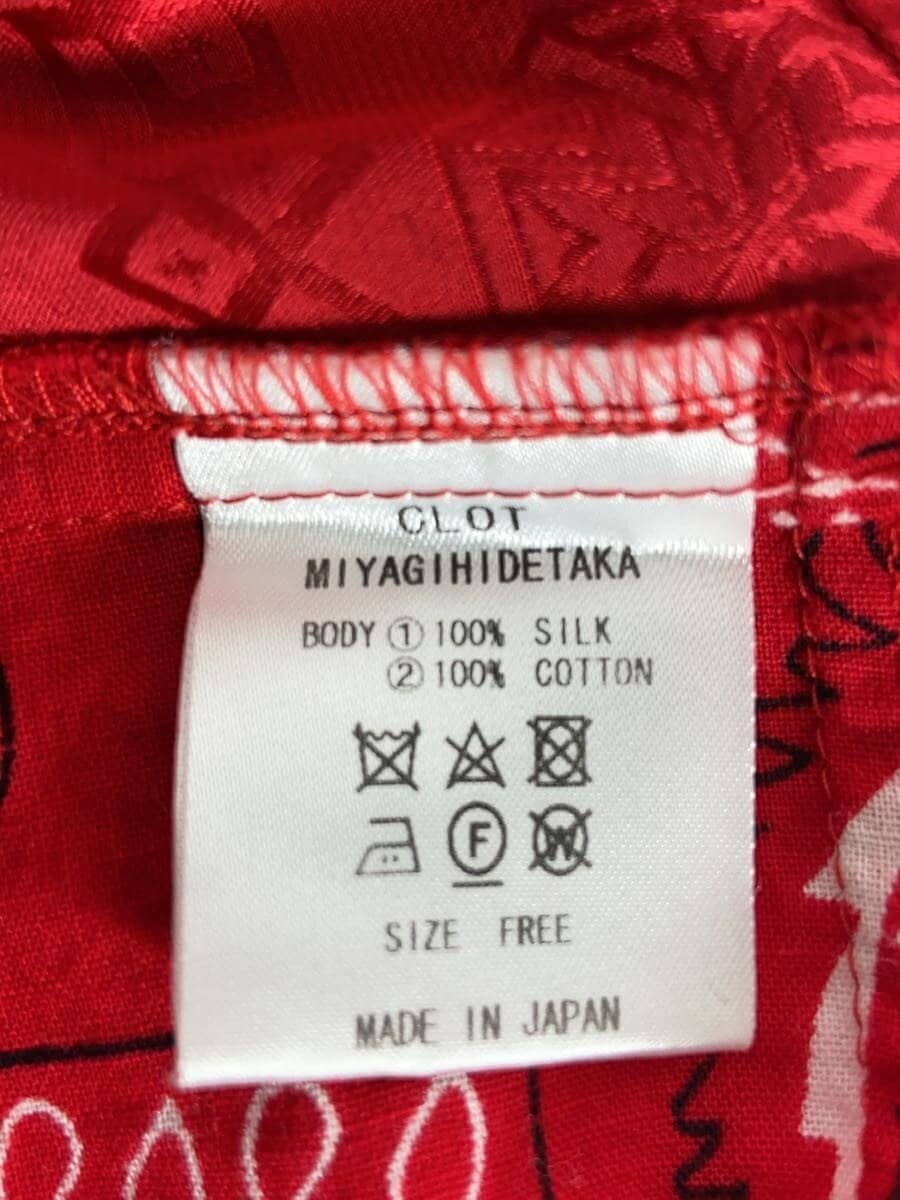 CLOT
MIYAGIHIDETAKA
BODY ① 100% SILK
② 100% COTTON
F
W
SIZE FREE
MADE IN JAPAN